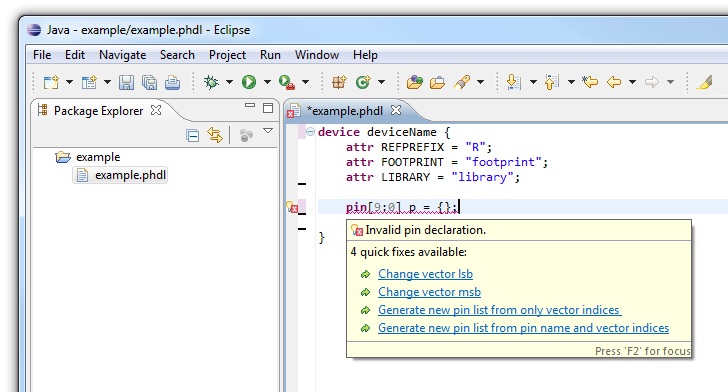 Java - example/example.phdl - Eclipse
File Edit Navigate Search Project Run Window Help
Package Explorer
*example.phdl
example
example.phdl
device deviceName {
attr REFPREFIX = "R";
attr FOOTPRINT = "footprint";
attr LIBRARY = "library";
pin[9:0] p = {};
}
Invalid pin declaration.
4 quick fixes available:
Change vector lsb
Change vector msb
Generate new pin list from only vector indices
Generate new pin list from pin name and vector indices
Press 'F2' for focus